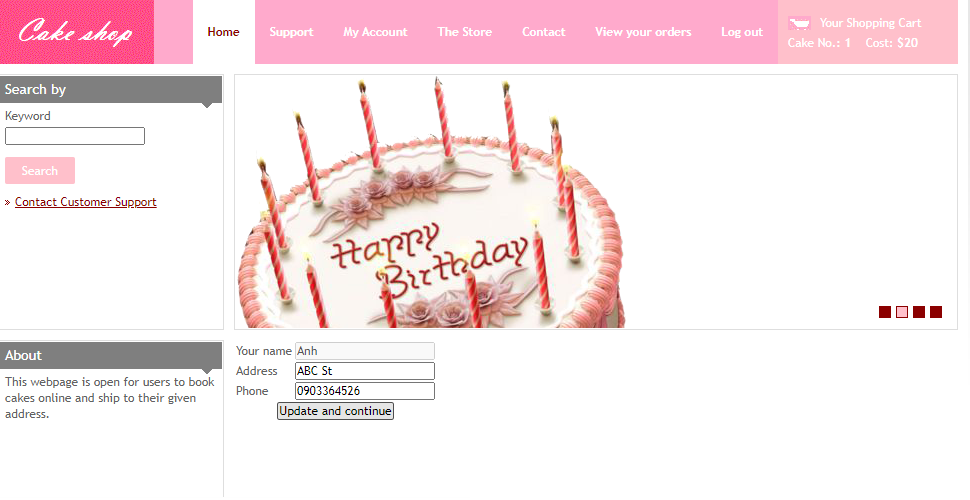 Cake shop
Home Support My Account The Store Contact View your orders Log out
Your Shopping Cart
Cake No.: 1 Cost: $20
Search by
Keyword
Search
» Contact Customer Support
Happy
Birthday
About
This webpage is open for users to book
cakes online and ship to their given
address.
Your name Anh
Address ABC St
Phone 0903364526
Update and continue